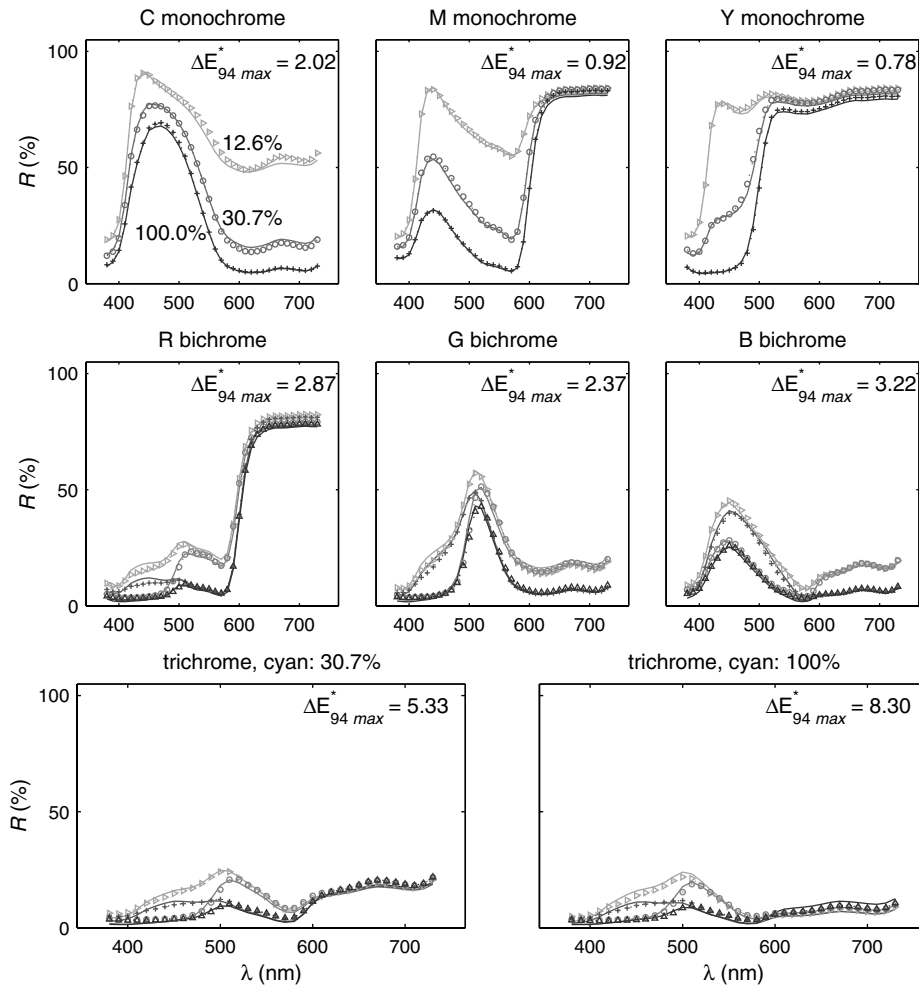 C monochrome
M monochrome
Y monochrome
R (%)
100
50
0
ΔE*94 max = 2.02
12.6%
30.7%
100.0%
400 500 600 700
ΔE*94 max = 0.92
400 500 600 700
ΔE*94 max = 0.78
400 500 600 700
R bichrome
G bichrome
B bichrome
R (%)
100
50
0
ΔE*94 max = 2.87
400 500 600 700
ΔE*94 max = 2.37
400 500 600 700
ΔE*94 max = 3.22
400 500 600 700
trichrome, cyan: 30.7%
trichrome, cyan: 100%
R (%)
100
50
0
ΔE*94 max = 5.33
400 500 600 700
λ (nm)
ΔE*94 max = 8.30
400 500 600 700
λ (nm)